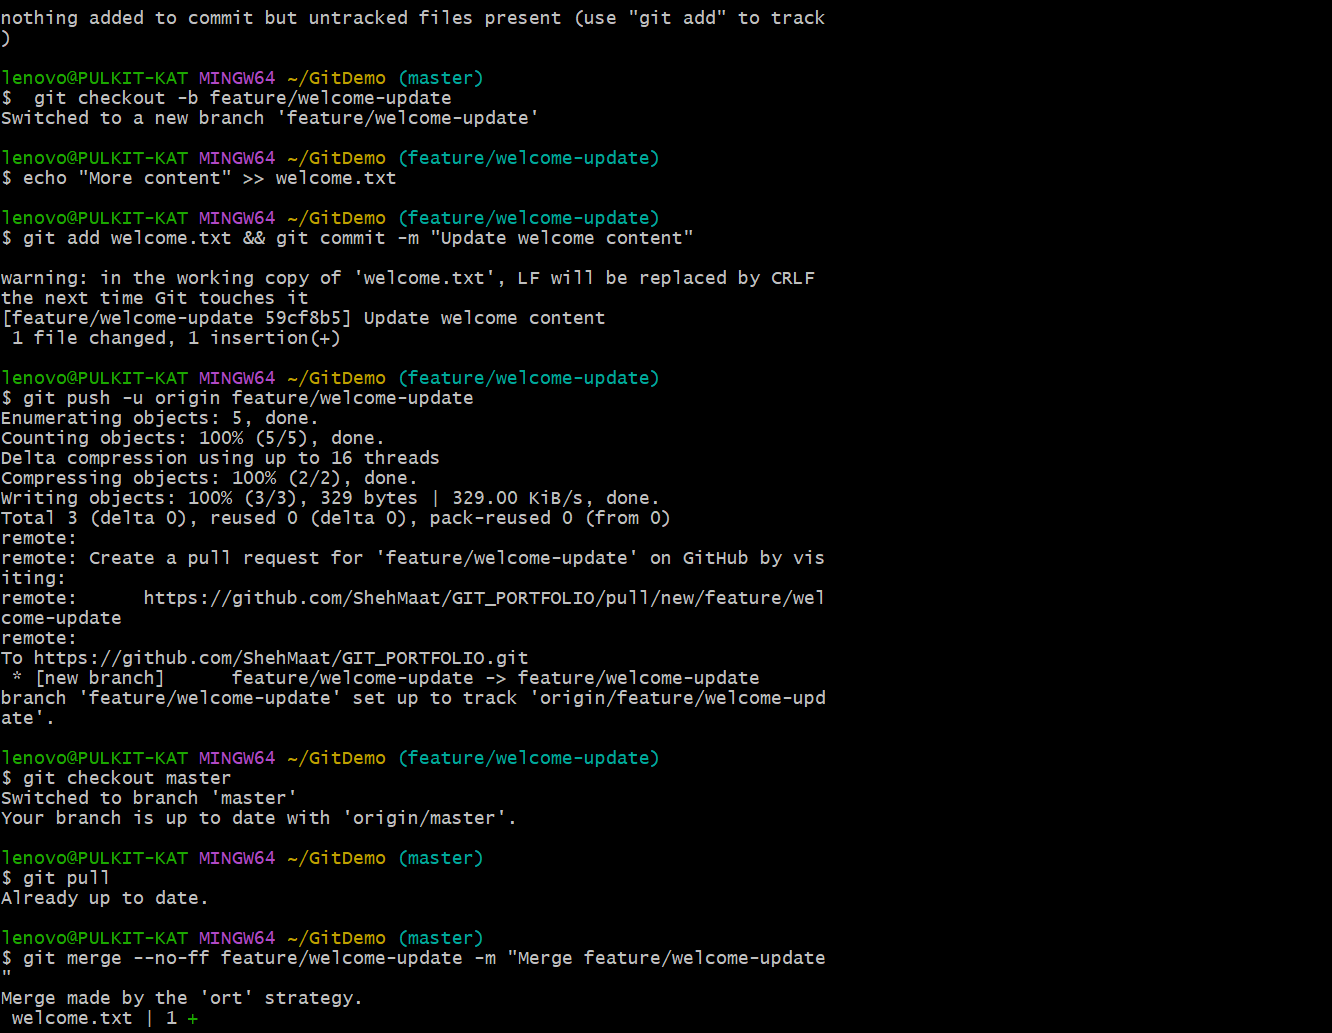 nothing added to commit but untracked files present (use "git add" to track
)
lenovo@PULKIT-KAT MINGW64 ~/GitDemo (master)
$  git checkout -b feature/welcome-update
Switched to a new branch 'feature/welcome-update'
lenovo@PULKIT-KAT MINGW64 ~/GitDemo (feature/welcome-update)
$ echo "More content" >> welcome.txt
lenovo@PULKIT-KAT MINGW64 ~/GitDemo (feature/welcome-update)
$ git add welcome.txt && git commit -m "Update welcome content"
warning: in the working copy of 'welcome.txt', LF will be replaced by CRLF
the next time Git touches it
[feature/welcome-update 59cf8b5] Update welcome content
 1 file changed, 1 insertion(+)
lenovo@PULKIT-KAT MINGW64 ~/GitDemo (feature/welcome-update)
$ git push -u origin feature/welcome-update
Enumerating objects: 5, done.
Counting objects: 100% (5/5), done.
Delta compression using up to 16 threads
Compressing objects: 100% (2/2), done.
Writing objects: 100% (3/3), 329 bytes | 329.00 KiB/s, done.
Total 3 (delta 0), reused 0 (delta 0), pack-reused 0 (from 0)
remote:
remote: Create a pull request for 'feature/welcome-update' on GitHub by vis
iting:
remote:      https://github.com/ShehMaat/GIT_PORTFOLIO/pull/new/feature/wel
come-update
remote:
To https://github.com/ShehMaat/GIT_PORTFOLIO.git
 * [new branch]      feature/welcome-update -> feature/welcome-update
branch 'feature/welcome-update' set up to track 'origin/feature/welcome-upd
ate'.
lenovo@PULKIT-KAT MINGW64 ~/GitDemo (feature/welcome-update)
$ git checkout master
Switched to branch 'master'
Your branch is up to date with 'origin/master'.
lenovo@PULKIT-KAT MINGW64 ~/GitDemo (master)
$ git pull
Already up to date.
lenovo@PULKIT-KAT MINGW64 ~/GitDemo (master)
$ git merge --no-ff feature/welcome-update -m "Merge feature/welcome-update
"
Merge made by the 'ort' strategy.
 welcome.txt | 1 +